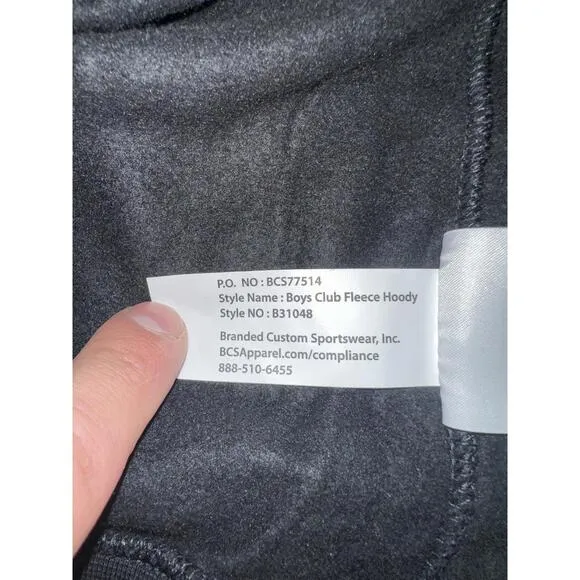 P.O. NO : BCS77514
Style Name : Boys Club Fleece Hoody
Style NO : B31048
Branded Custom Sportswear, Inc.
BCSApparel.com/compliance
888-510-6455